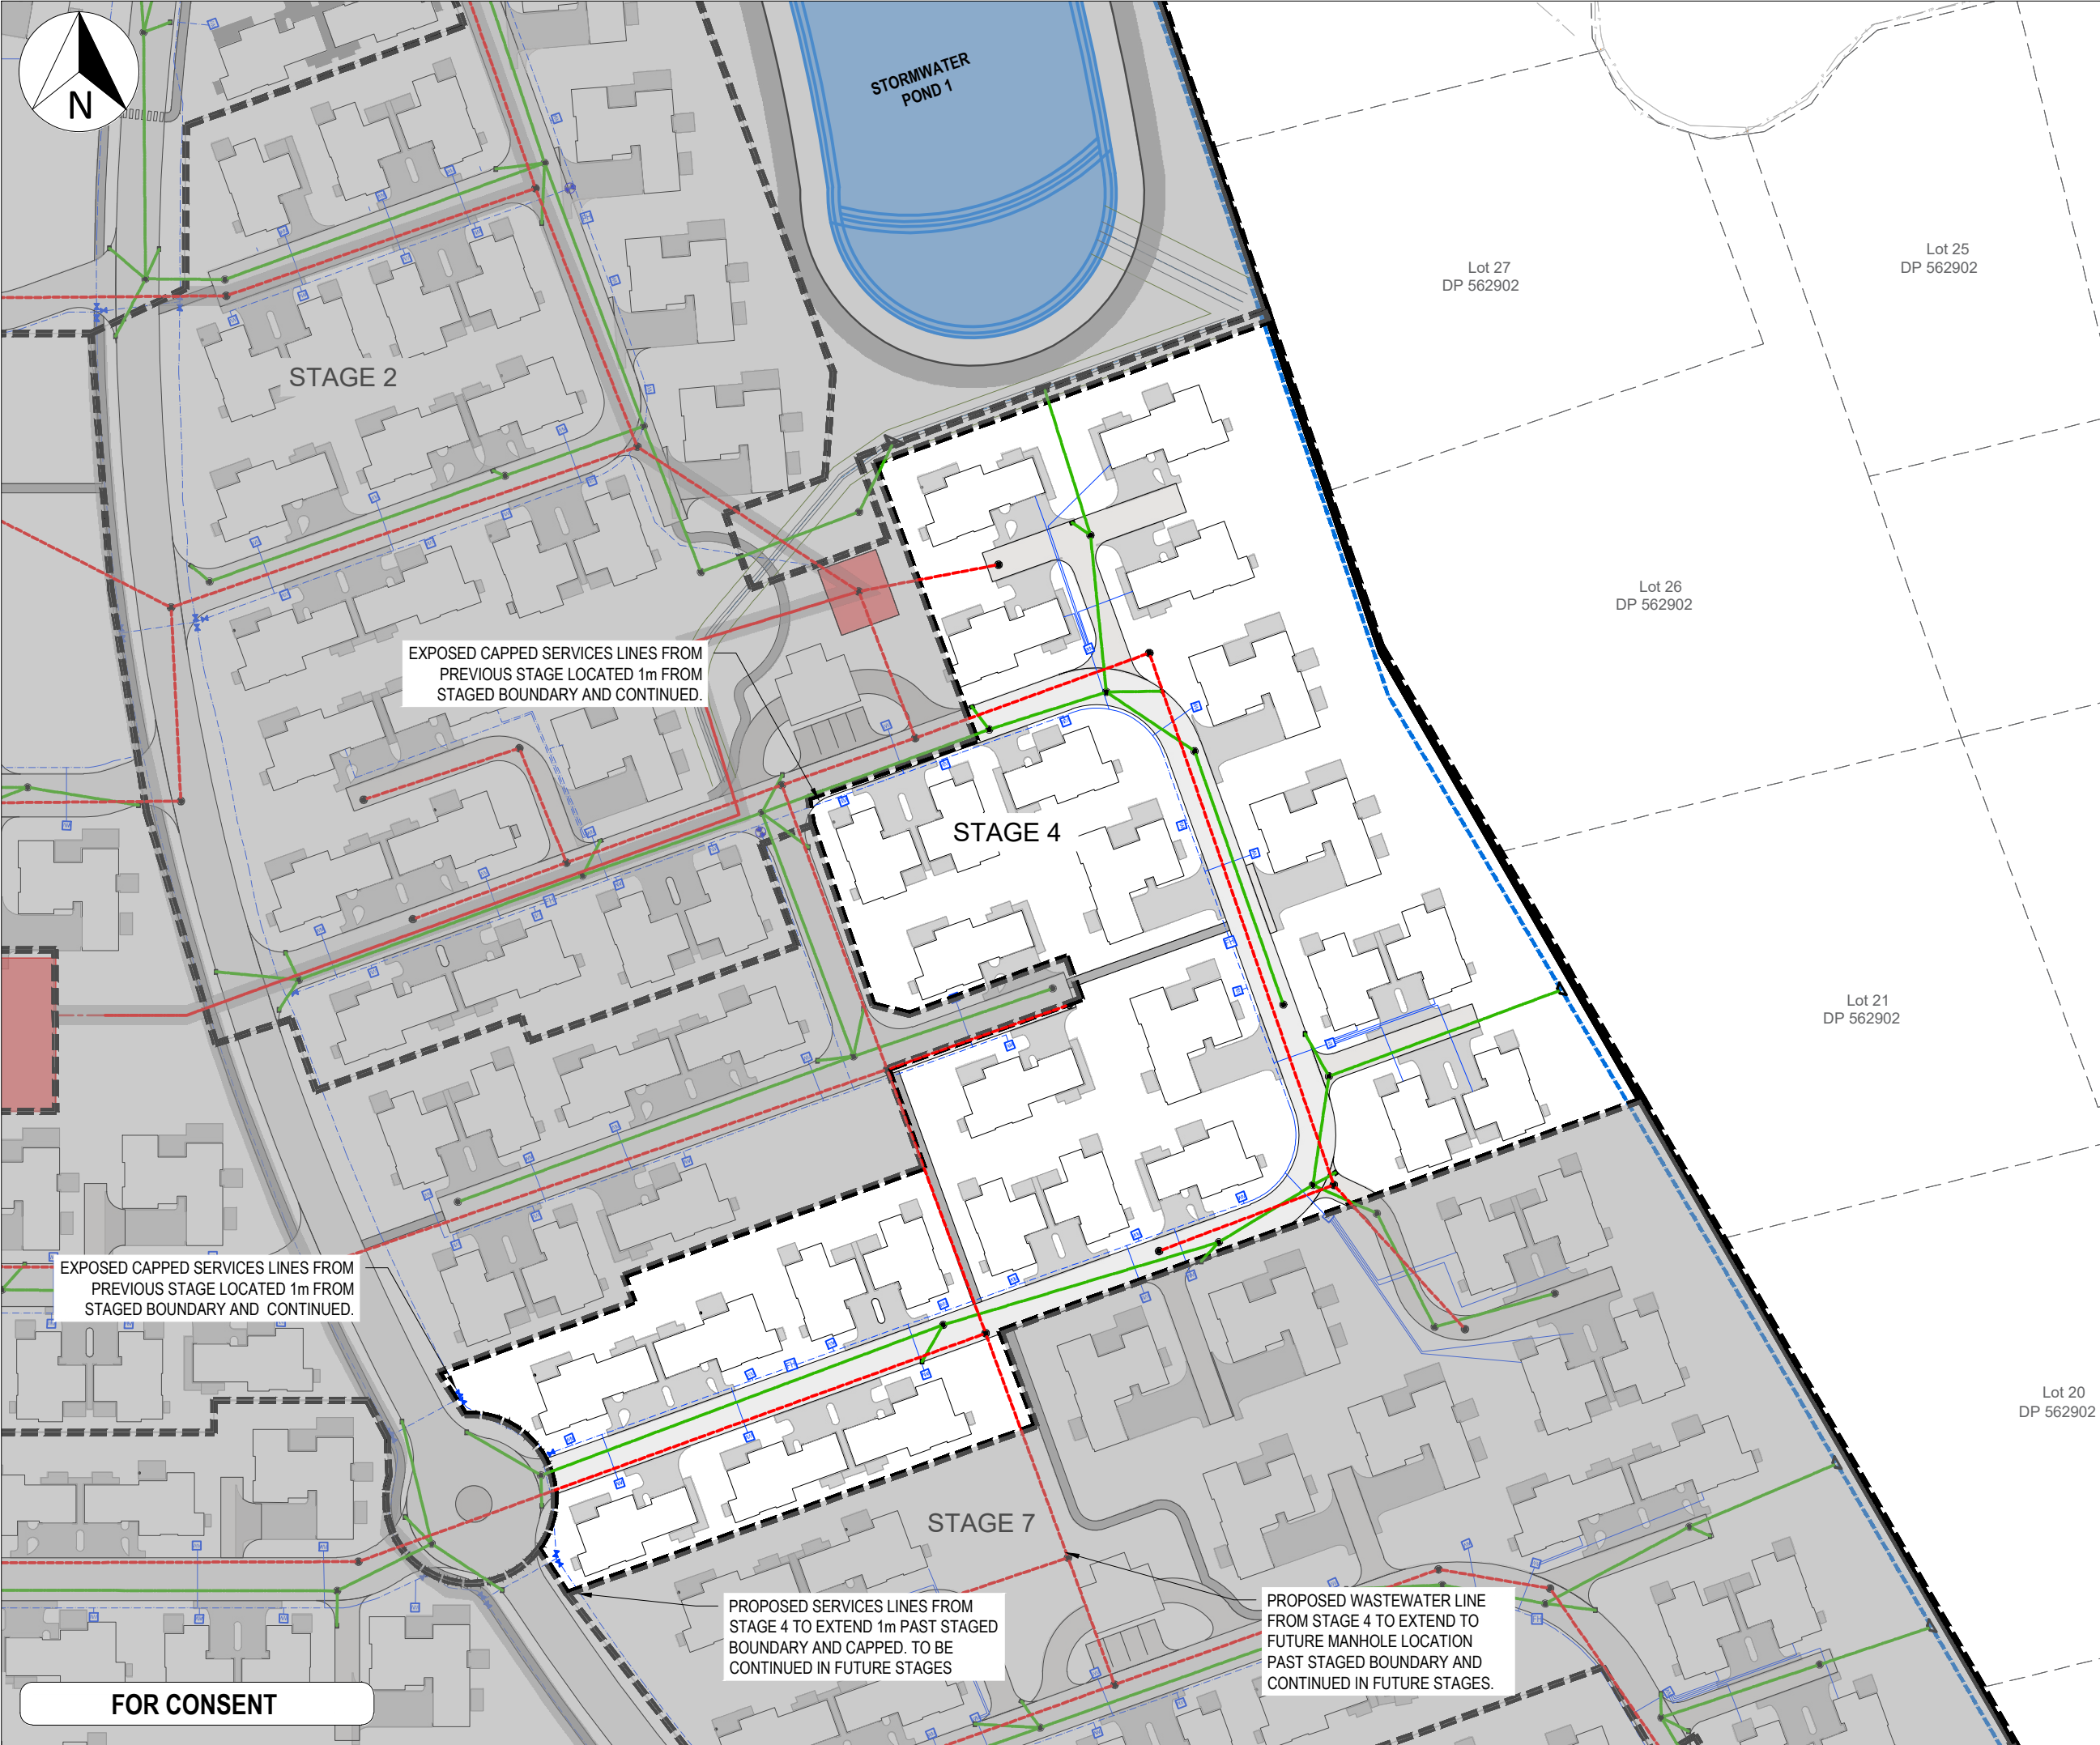 N
STORMWATER
POND 1
Lot 27
DP 562902
Lot 25
DP 562902
STAGE 2
Lot 26
DP 562902
EXPOSED CAPPED SERVICES LINES FROM
PREVIOUS STAGE LOCATED 1m FROM
STAGED BOUNDARY AND CONTINUED.
STAGE 4
Lot 21
DP 562902
EXPOSED CAPPED SERVICES LINES FROM
PREVIOUS STAGE LOCATED 1m FROM
STAGED BOUNDARY AND CONTINUED.
Lot 20
DP 562902
STAGE 7
PROPOSED SERVICES LINES FROM
STAGE 4 TO EXTEND 1m PAST STAGED
BOUNDARY AND CAPPED. TO BE
CONTINUED IN FUTURE STAGES
PROPOSED WASTEWATER LINE
FROM STAGE 4 TO EXTEND TO
FUTURE MANHOLE LOCATION
PAST STAGED BOUNDARY AND
CONTINUED IN FUTURE STAGES.
FOR CONSENT